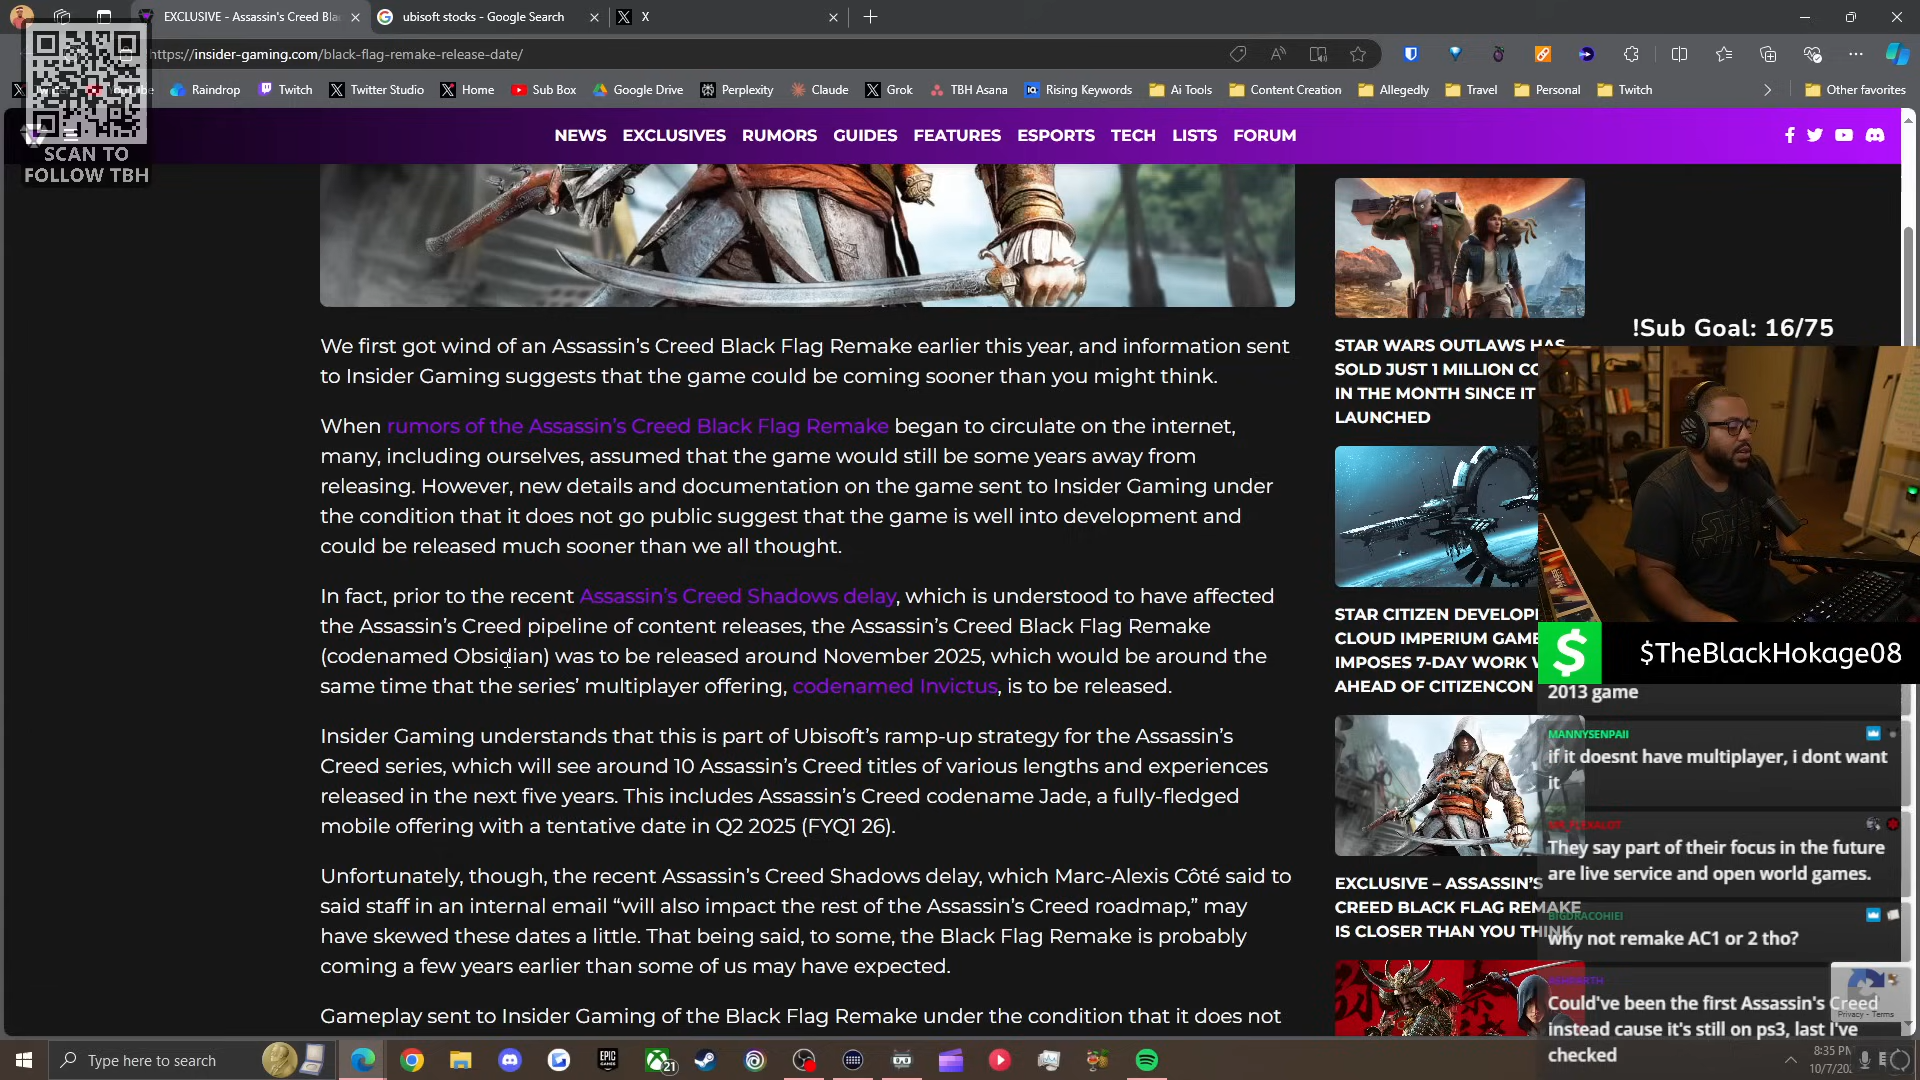 EXCLUSIVE - Assassin's Creed Bla
ubisoft stocks - Google Search
X
https://insider-gaming.com/black-flag-remake-release-date/
Raindrop
Twitch
Twitter Studio
Home
Sub Box
Google Drive
Perplexity
Claude
Grok
TBH Asana
Rising Keywords
Ai Tools
Content Creation
Allegedly
Travel
Personal
Twitch
Other favorites
SCAN TO
FOLLOW TBH
NEWS
EXCLUSIVES
RUMORS
GUIDES
FEATURES
ESPORTS
TECH
LISTS
FORUM
We first got wind of an Assassin's Creed Black Flag Remake earlier this year, and information sent
to Insider Gaming suggests that the game could be coming sooner than you might think.
When rumors of the Assassin's Creed Black Flag Remake began to circulate on the internet,
many, including ourselves, assumed that the game would still be some years away from
releasing. However, new details and documentation on the game sent to Insider Gaming under
the condition that it does not go public suggest that the game is well into development and
could be released much sooner than we all thought.
In fact, prior to the recent Assassin's Creed Shadows delay, which is understood to have affected
the Assassin's Creed pipeline of content releases, the Assassin's Creed Black Flag Remake
(codenamed Obsidian) was to be released around November 2025, which would be around the
same time that the series' multiplayer offering, codenamed Invictus, is to be released.
Insider Gaming understands that this is part of Ubisoft's ramp-up strategy for the Assassin's
Creed series, which will see around 10 Assassin's Creed titles of various lengths and experiences
released in the next five years. This includes Assassin's Creed codename Jade, a fully-fledged
mobile offering with a tentative date in Q2 2025 (FYQ1 26).
Unfortunately, though, the recent Assassin's Creed Shadows delay, which Marc-Alexis Côté said to
said staff in an internal email “will also impact the rest of the Assassin's Creed roadmap,” may
have skewed these dates a little. That being said, to some, the Black Flag Remake is probably
coming a few years earlier than some of us may have expected.
Gameplay sent to Insider Gaming of the Black Flag Remake under the condition that it does not
STAR WARS OUTLAWS HAS
SOLD JUST 1 MILLION CO
IN THE MONTH SINCE IT
LAUNCHED
STAR CITIZEN DEVELOP
CLOUD IMPERIUM GAME
IMPOSES 7-DAY WORK W
AHEAD OF CITIZENCON
EXCLUSIVE – ASSASSIN'S
CREED BLACK FLAG REMAKE
IS CLOSER THAN YOU THINK
!Sub Goal: 16/75
$TheBlackHokage08
2013 game
MANNYSENPAII
if it doesnt have multiplayer, i dont want
it
They say part of their focus in the future
are live service and open world games.
BIGDRACOHIEI
why not remake AC1 or 2 tho?
Could've been the first Assassin's Creed
instead cause it's still on ps3, last i've
checked
Privacy - Terms
Type here to search
EPIC
GAMES
21
8:35 PM
10/7/20